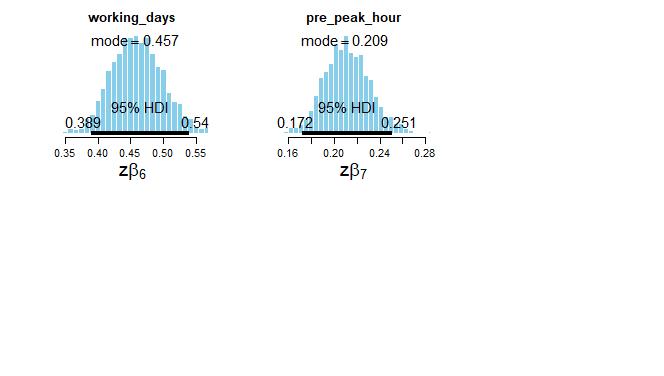 working_days
mode = 0.457
95% HDI
0.389 0.54
0.35 0.40 0.45 0.50 0.55
zβ6
pre_peak_hour
mode = 0.209
95% HDI
0.172 0.251
0.16 0.20 0.24 0.28
zβ7